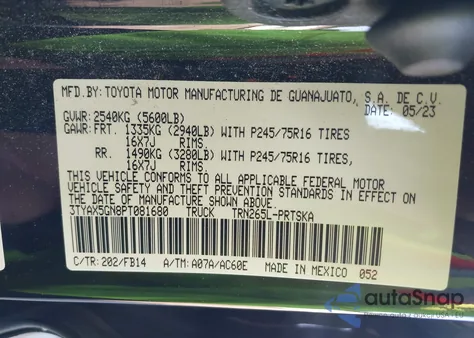 MFD.BY: TOYOTA MOTOR MANUFACTURING DE GUANAJUATO, S.A. DE C.V.
GVWR: 2540KG (5600LB) DATE: 05/23
GAWR: FRT. 1335KG (2940LB) WITH P245/75R16 TIRES
16X7J RIMS,
RR. 1490KG (3280LB) WITH P245/75R16 TIRES
16X7J RIMS,
THIS VEHICLE CONFORMS TO ALL APPLICABLE FEDERAL MOTOR
VEHICLE SAFETY AND THEFT PREVENTION STANDARDS IN EFFECT ON
THE DATE OF MANUFACTURE SHOWN ABOVE.
3TYAX5GN8PT081680 TRUCK TRN265L-PRTSKA
C/TR: 202/FB14 A/TM: A07A/AC60E MADE IN MEXICO 052
autoSnap